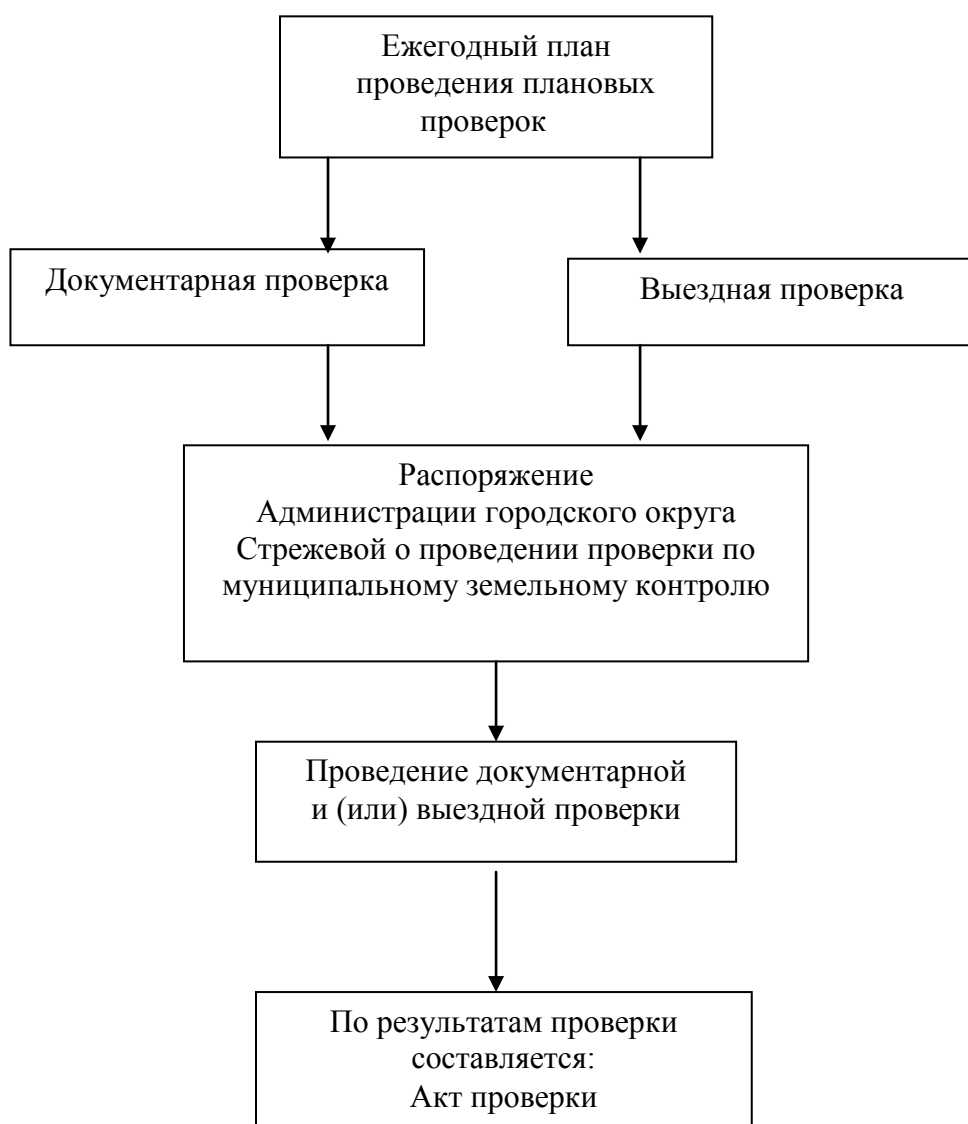 Ежегодный план
проведения плановых
проверок
Документарная проверка
Выездная проверка
Распоряжение
Администрации городского округа
Стрежевой о проведении проверки по
муниципальному земельному контролю
Проведение документарной
и (или) выездной проверки
По результатам проверки
составляется:
Акт проверки